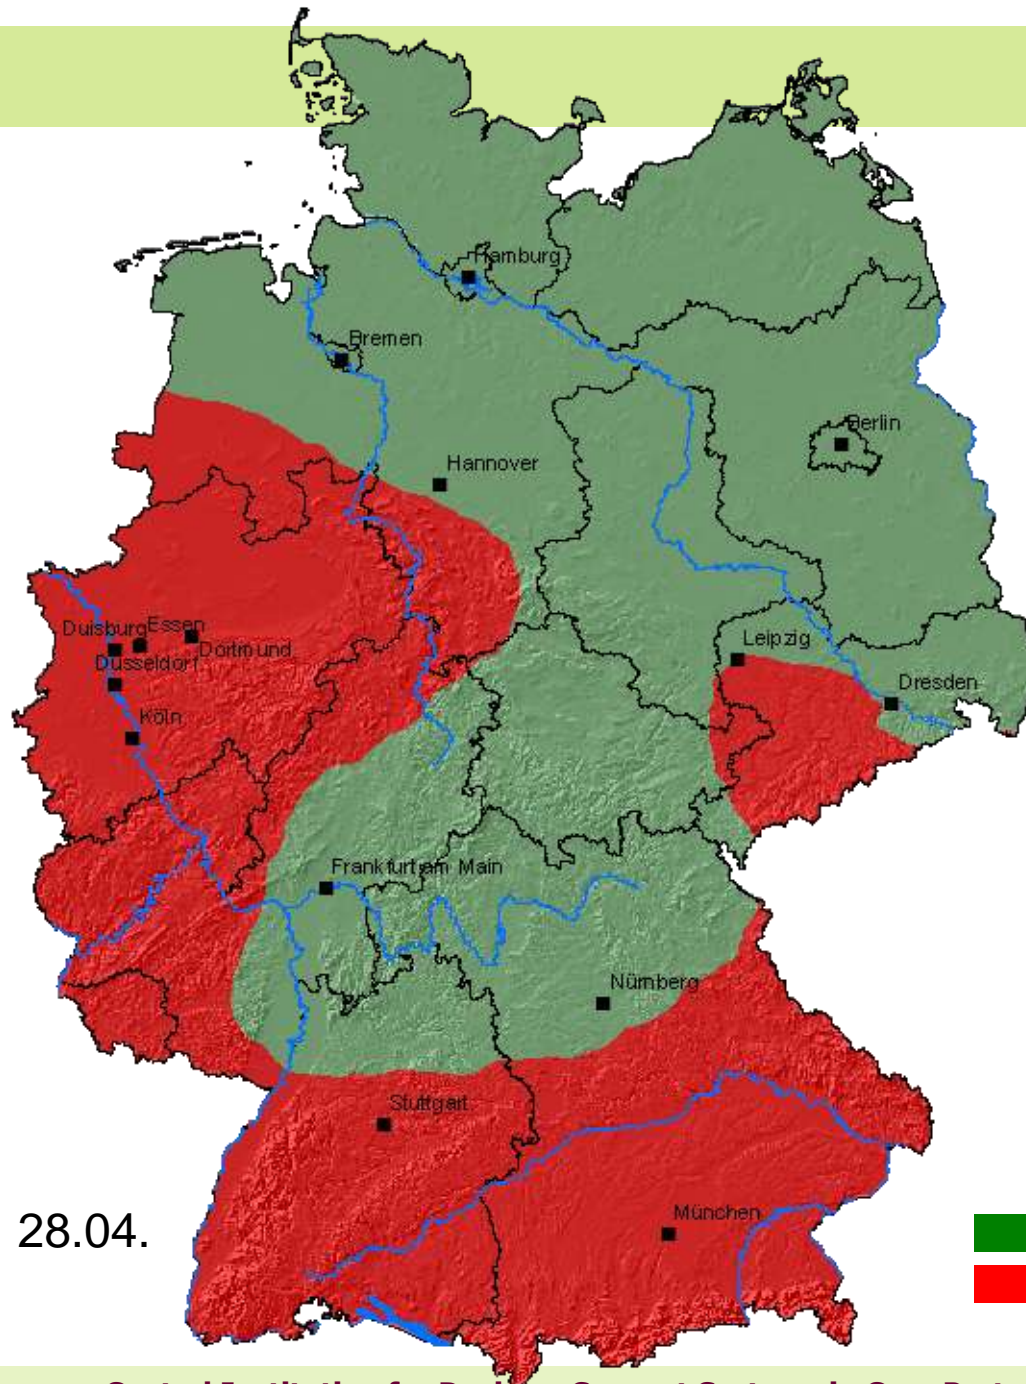 Hamburg
Bremen
Berlin
Hannover
Duisburg
Essen
Dortmund
Düsseldorf
Leipzig
Dresden
Köln
Frankfurt am Main
Nürnberg
Stuttgart
München
28.04.